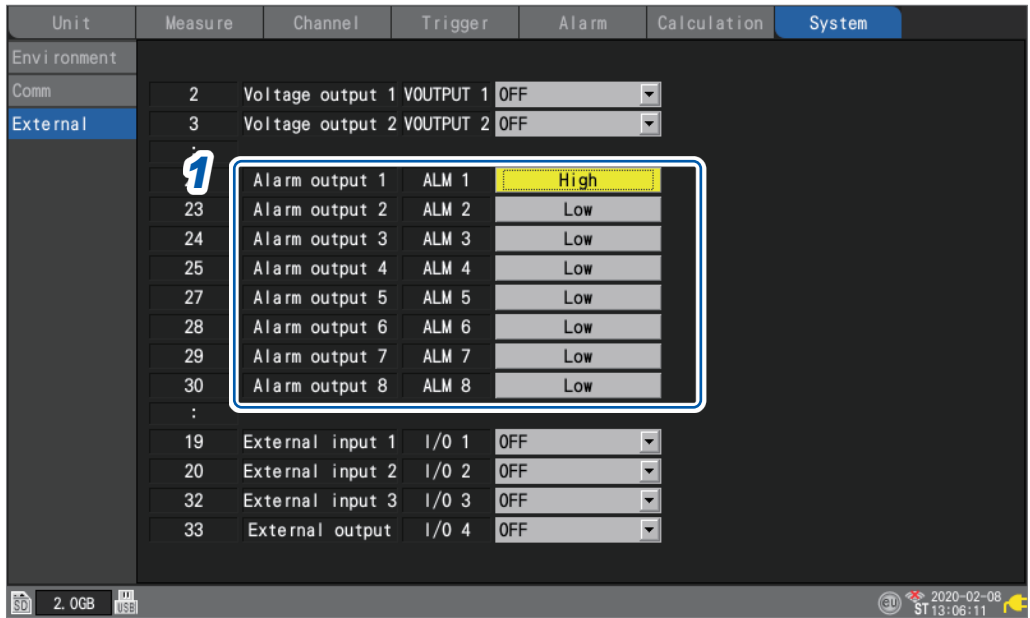 Unit Measure Channel Trigger Alarm Calculation System
Environment
Comm
External
2 Voltage output 1 VOUTPUT 1 OFF
3 Voltage output 2 VOUTPUT 2 OFF
:
1
Alarm output 1 ALM 1 High
23 Alarm output 2 ALM 2 Low
24 Alarm output 3 ALM 3 Low
25 Alarm output 4 ALM 4 Low
27 Alarm output 5 ALM 5 Low
28 Alarm output 6 ALM 6 Low
29 Alarm output 7 ALM 7 Low
30 Alarm output 8 ALM 8 Low
:
19 External input 1 I/O 1 OFF
20 External input 2 I/O 2 OFF
32 External input 3 I/O 3 OFF
33 External output I/O 4 OFF
SD 2.0GB USB EU ST 2020-02-08
13:06:11